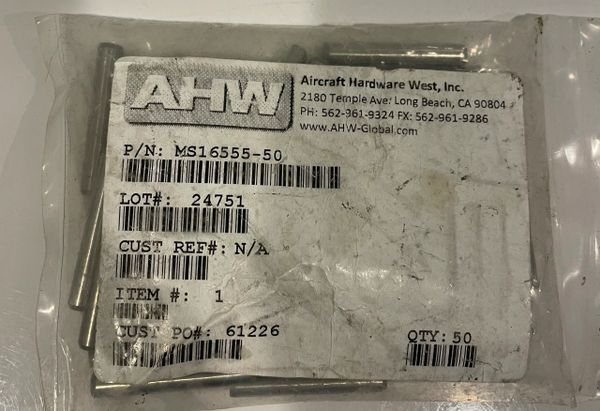 AHW
Aircraft Hardware West, Inc.
2180 Temple Ave. Long Beach, CA 90804
PH: 562-961-9324 FX: 562-961-9286
www.AHW-Global.com
P/N: MS16555-50
LOT#: 24751
CUST REF#: N/A
ITEM #: 1
CUST PO#: 61226
QTY: 50